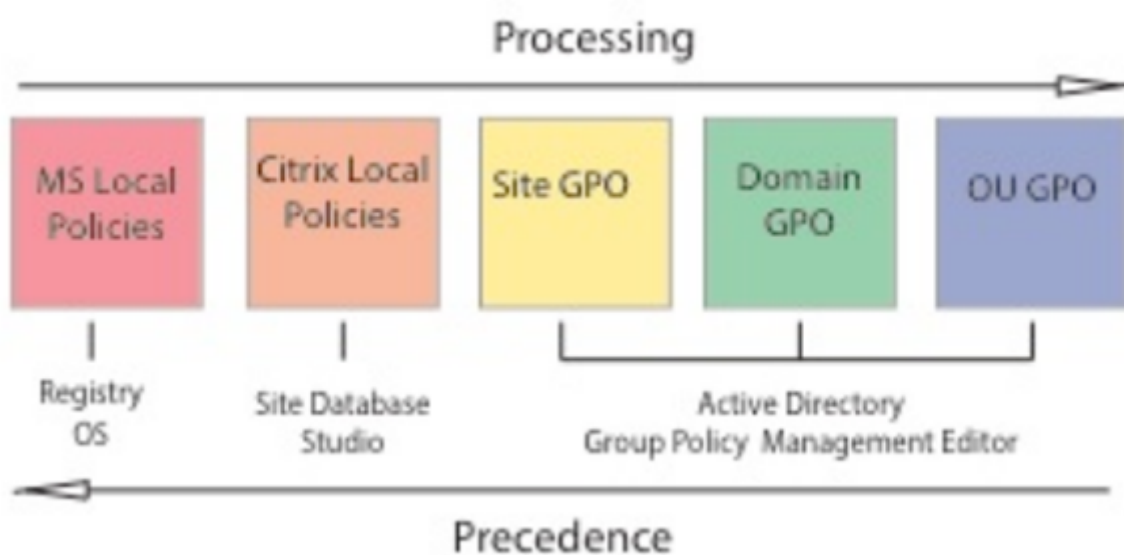 Processing
MS Local
Policies
Citrix Local
Policies
Site GPO
Domain
GPO
OU GPO
Registry
OS
Site Database
Studio
Active Directory
Group Policy Management Editor
Precedence